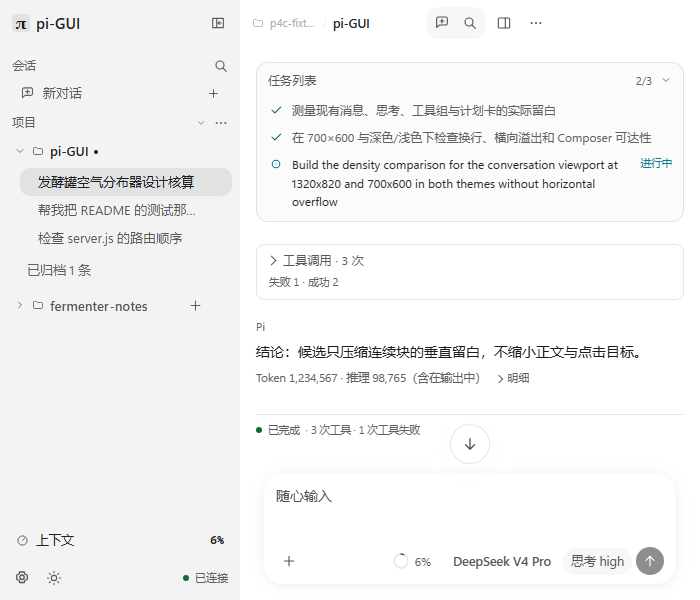 π pi-GUI
会话
新对话
项目
pi-GUI
发酵罐空气分布器设计核算
帮我把 README 的测试那...
检查 server.js 的路由顺序
已归档 1 条
fermenter-notes
上下文 6%
已连接
p4c-fixt... / pi-GUI
任务列表 2/3
测量现有消息、思考、工具组与计划卡的实际留白
在 700×600 与深色/浅色下检查换行、横向溢出和 Composer 可达性
Build the density comparison for the conversation viewport at 进行中
1320x820 and 700x600 in both themes without horizontal
overflow
工具调用 · 3 次
失败 1 · 成功 2
Pi
结论：候选只压缩连续块的垂直留白，不缩小正文与点击目标。
Token 1,234,567 · 推理 98,765（含在输出中） 明细
已完成 · 3 次工具 · 1 次工具失败
随心输入
6% DeepSeek V4 Pro 思考 high